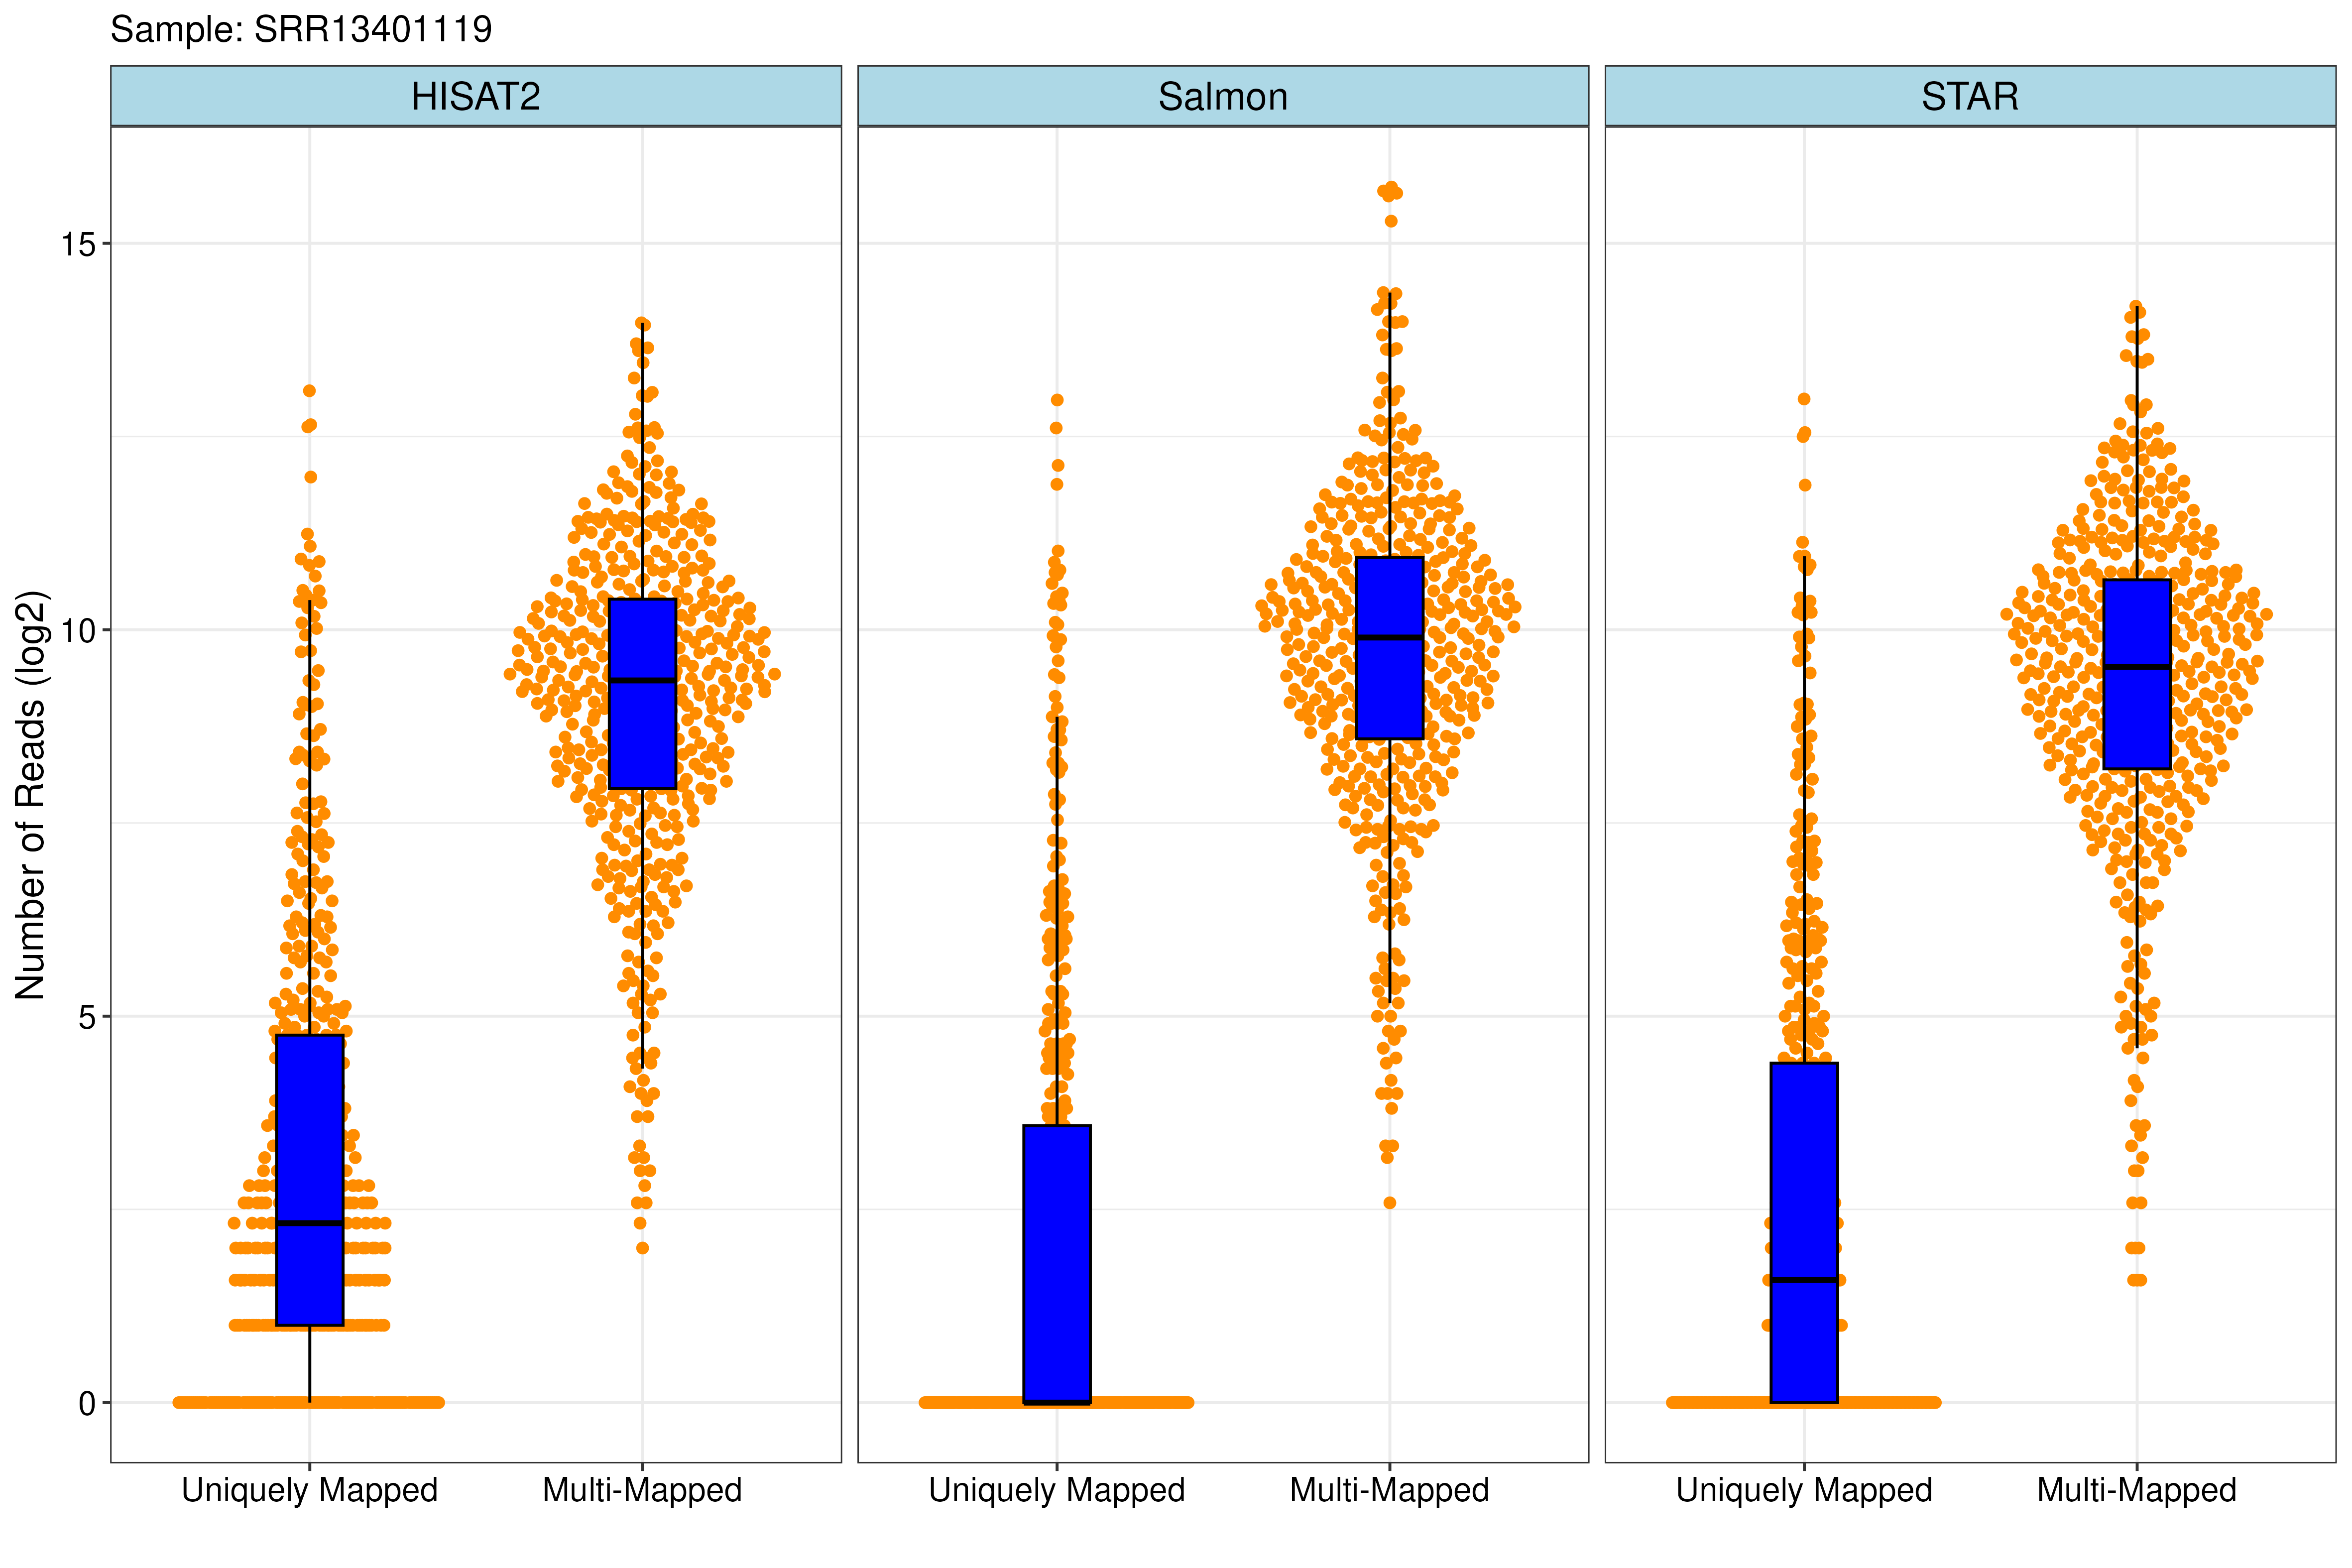 Sample: SRR13401119
HISAT2
Salmon
STAR
Number of Reads (log2)
15
10
5
0
Uniquely Mapped
Multi-Mapped
Uniquely Mapped
Multi-Mapped
Uniquely Mapped
Multi-Mapped